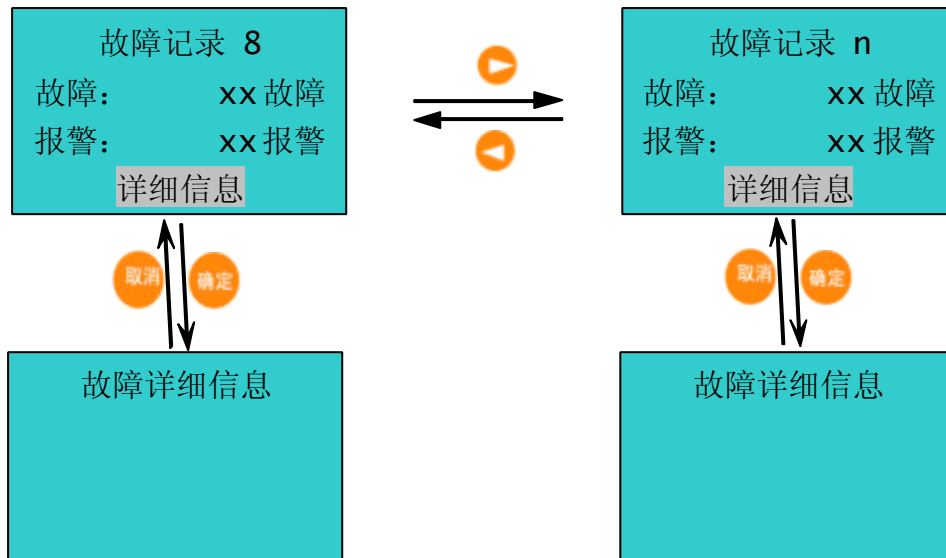 故障记录 8
故障： xx 故障
报警： xx 报警
详细信息
故障记录 n
故障： xx 故障
报警： xx 报警
详细信息
取消 确定
取消 确定
故障详细信息
故障详细信息